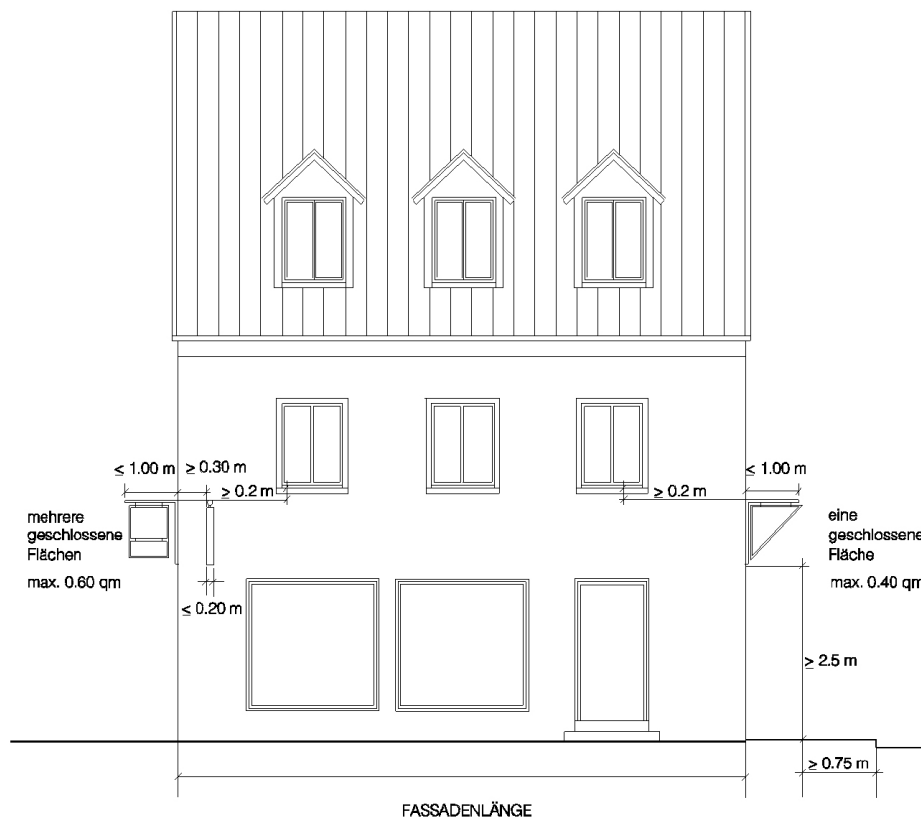 ≤ 1.00 m
≥ 0.30 m
≥ 0.2 m
≥ 0.2 m
≤ 1.00 m
mehrere
geschlossene
Flächen
max. 0.60 qm
eine
geschlossene
Fläche
max. 0.40 qm
≤ 0.20 m
≥ 2.5 m
≥ 0.75 m
FASSADENLÄNGE